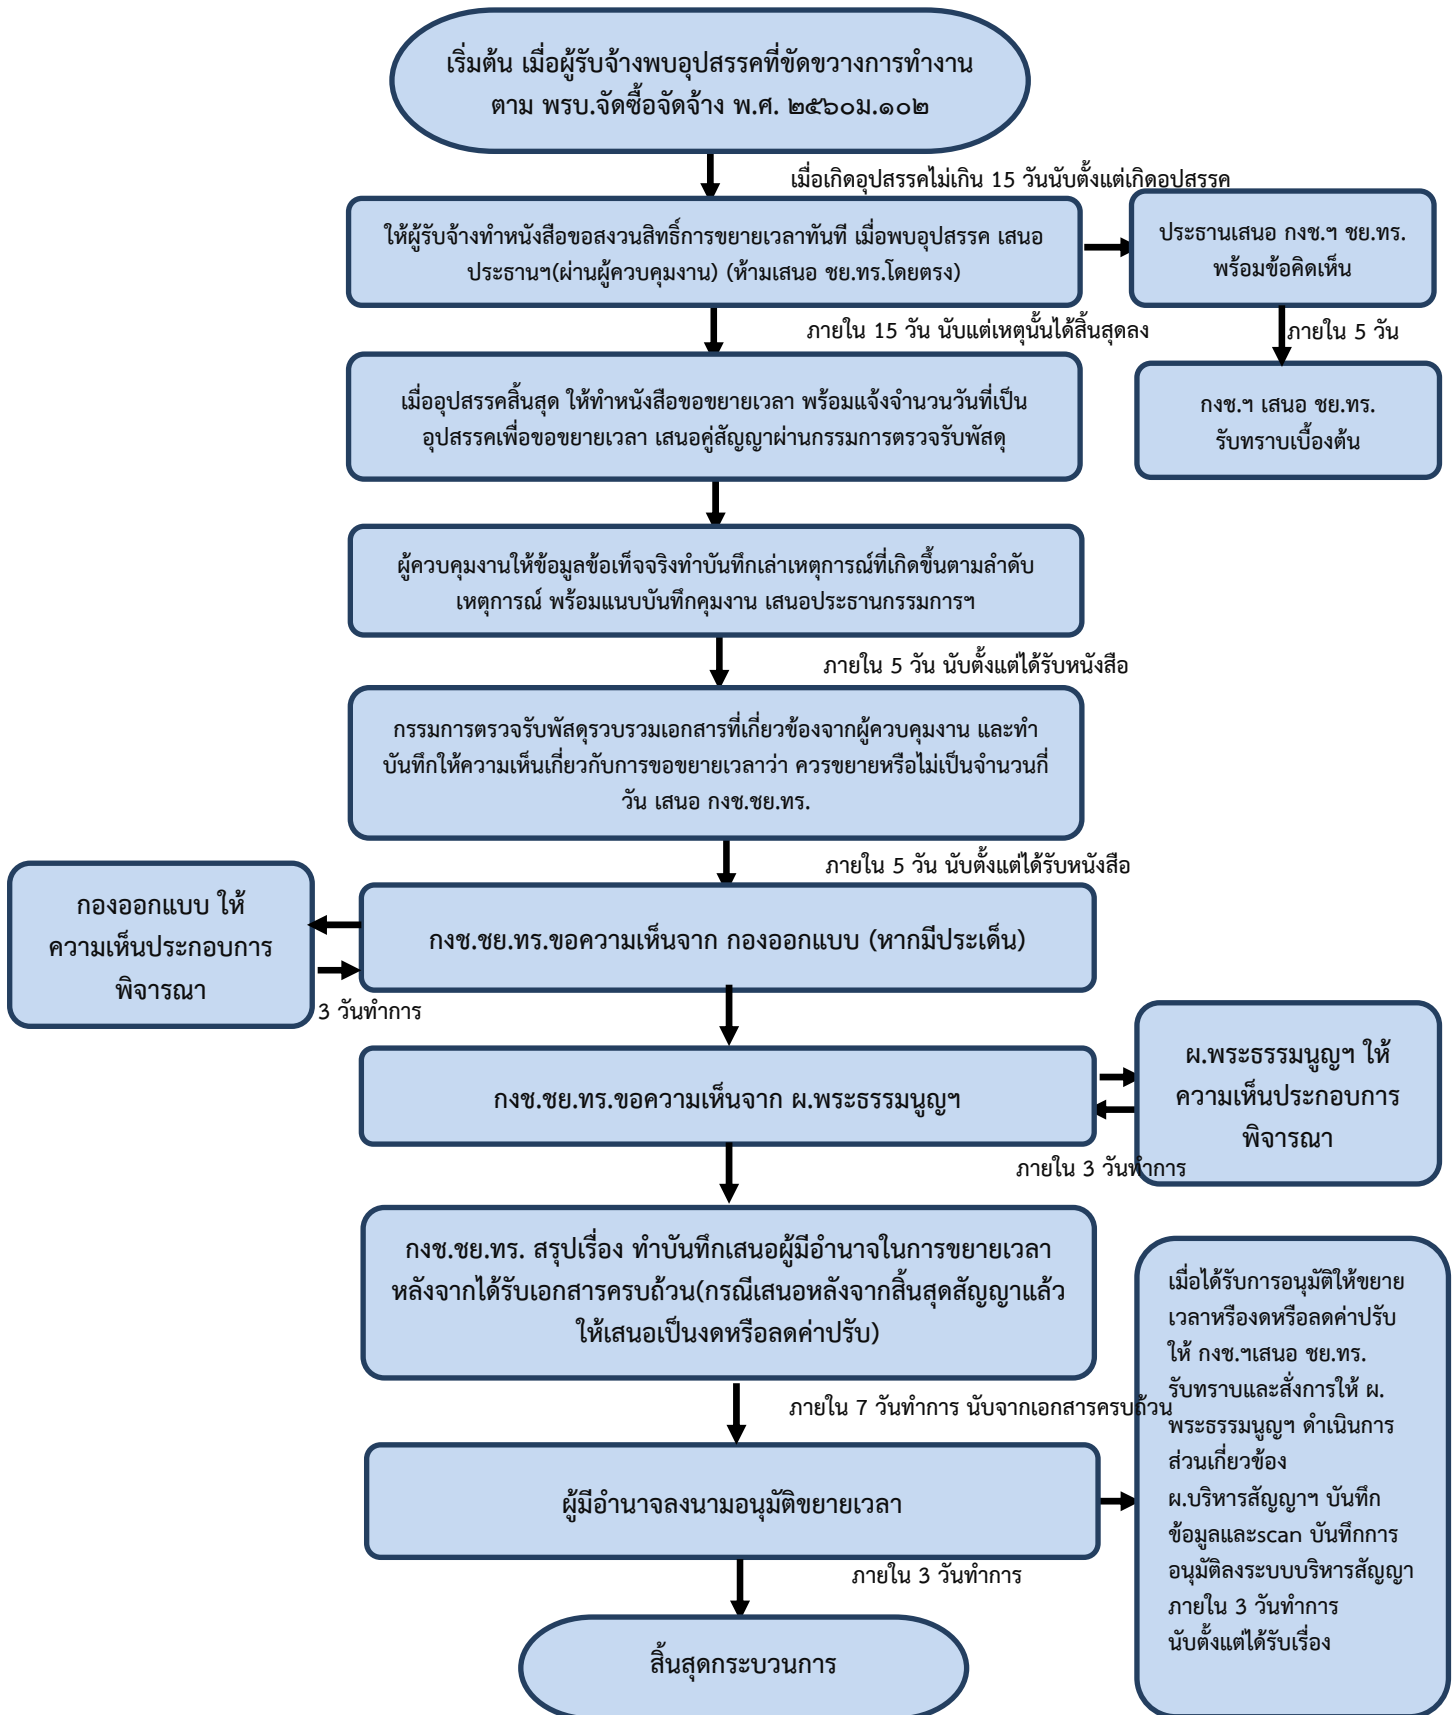 เริ่มต้น เมื่อผู้รับจ้างพบอุปสรรคที่ขัดขวางการทำงาน
ตาม พรบ.จัดซื้อจัดจ้าง พ.ศ. ๒๕๖๐ม.๑๐๒
เมื่อเกิดอุปสรรคไม่เกิน 15 วันนับตั้งแต่เกิดอปสรรค
ให้ผู้รับจ้างทำหนังสือขอสงวนสิทธิ์การขยายเวลาทันที เมื่อพบอุปสรรค เสนอ
ประธานฯ(ผ่านผู้ควบคุมงาน) (ห้ามเสนอ ชย.ทร.โดยตรง)
ประธานเสนอ กงช.ฯ ชย.ทร.
พร้อมข้อคิดเห็น
ภายใน 15 วัน นับแต่เหตุนั้นได้สิ้นสุดลง
ภายใน 5 วัน
เมื่ออุปสรรคสิ้นสุด ให้ทำหนังสือขอขยายเวลา พร้อมแจ้งจำนวนวันที่เป็น
อุปสรรคเพื่อขอขยายเวลา เสนอคู่สัญญาผ่านกรรมการตรวจรับพัสดุ
กงช.ฯ เสนอ ชย.ทร.
รับทราบเบื้องต้น
ผู้ควบคุมงานให้ข้อมูลข้อเท็จจริงทำบันทึกเล่าเหตุการณ์ที่เกิดขึ้นตามลำดับ
เหตุการณ์ พร้อมแนบบันทึกคุมงาน เสนอประธานกรรมการฯ
ภายใน 5 วัน นับตั้งแต่ได้รับหนังสือ
กรรมการตรวจรับพัสดุรวบรวมเอกสารที่เกี่ยวข้องจากผู้ควบคุมงาน และทำ
บันทึกให้ความเห็นเกี่ยวกับการขอขยายเวลาว่า ควรขยายหรือไม่เป็นจำนวนกี่
วัน เสนอ กงช.ชย.ทร.
ภายใน 5 วัน นับตั้งแต่ได้รับหนังสือ
กองออกแบบ ให้
ความเห็นประกอบการ
พิจารณา
กงช.ชย.ทร.ขอความเห็นจาก กองออกแบบ (หากมีประเด็น)
3 วันทำการ
กงช.ชย.ทร.ขอความเห็นจาก ผ.พระธรรมนูญฯ
ผ.พระธรรมนูญฯ ให้
ความเห็นประกอบการ
พิจารณา
ภายใน 3 วันทำการ
กงช.ชย.ทร. สรุปเรื่อง ทำบันทึกเสนอผู้มีอำนาจในการขยายเวลา
หลังจากได้รับเอกสารครบถ้วน(กรณีเสนอหลังจากสิ้นสุดสัญญาแล้ว
ให้เสนอเป็นงดหรือลดค่าปรับ)
ภายใน 7 วันทำการ นับจากเอกสารครบถ้วน
ผู้มีอำนาจลงนามอนุมัติขยายเวลา
เมื่อได้รับการอนุมัติให้ขยาย
เวลาหรืองดหรือลดค่าปรับ
ให้ กงช.ฯเสนอ ชย.ทร.
รับทราบและสั่งการให้ ผ.
พระธรรมนูญฯ ดำเนินการ
ส่วนเกี่ยวข้อง
ผ.บริหารสัญญาฯ บันทึก
ข้อมูลและscan บันทึกการ
อนุมัติลงระบบบริหารสัญญา
ภายใน 3 วันทำการ
นับตั้งแต่ได้รับเรื่อง
ภายใน 3 วันทำการ
สิ้นสุดกระบวนการ